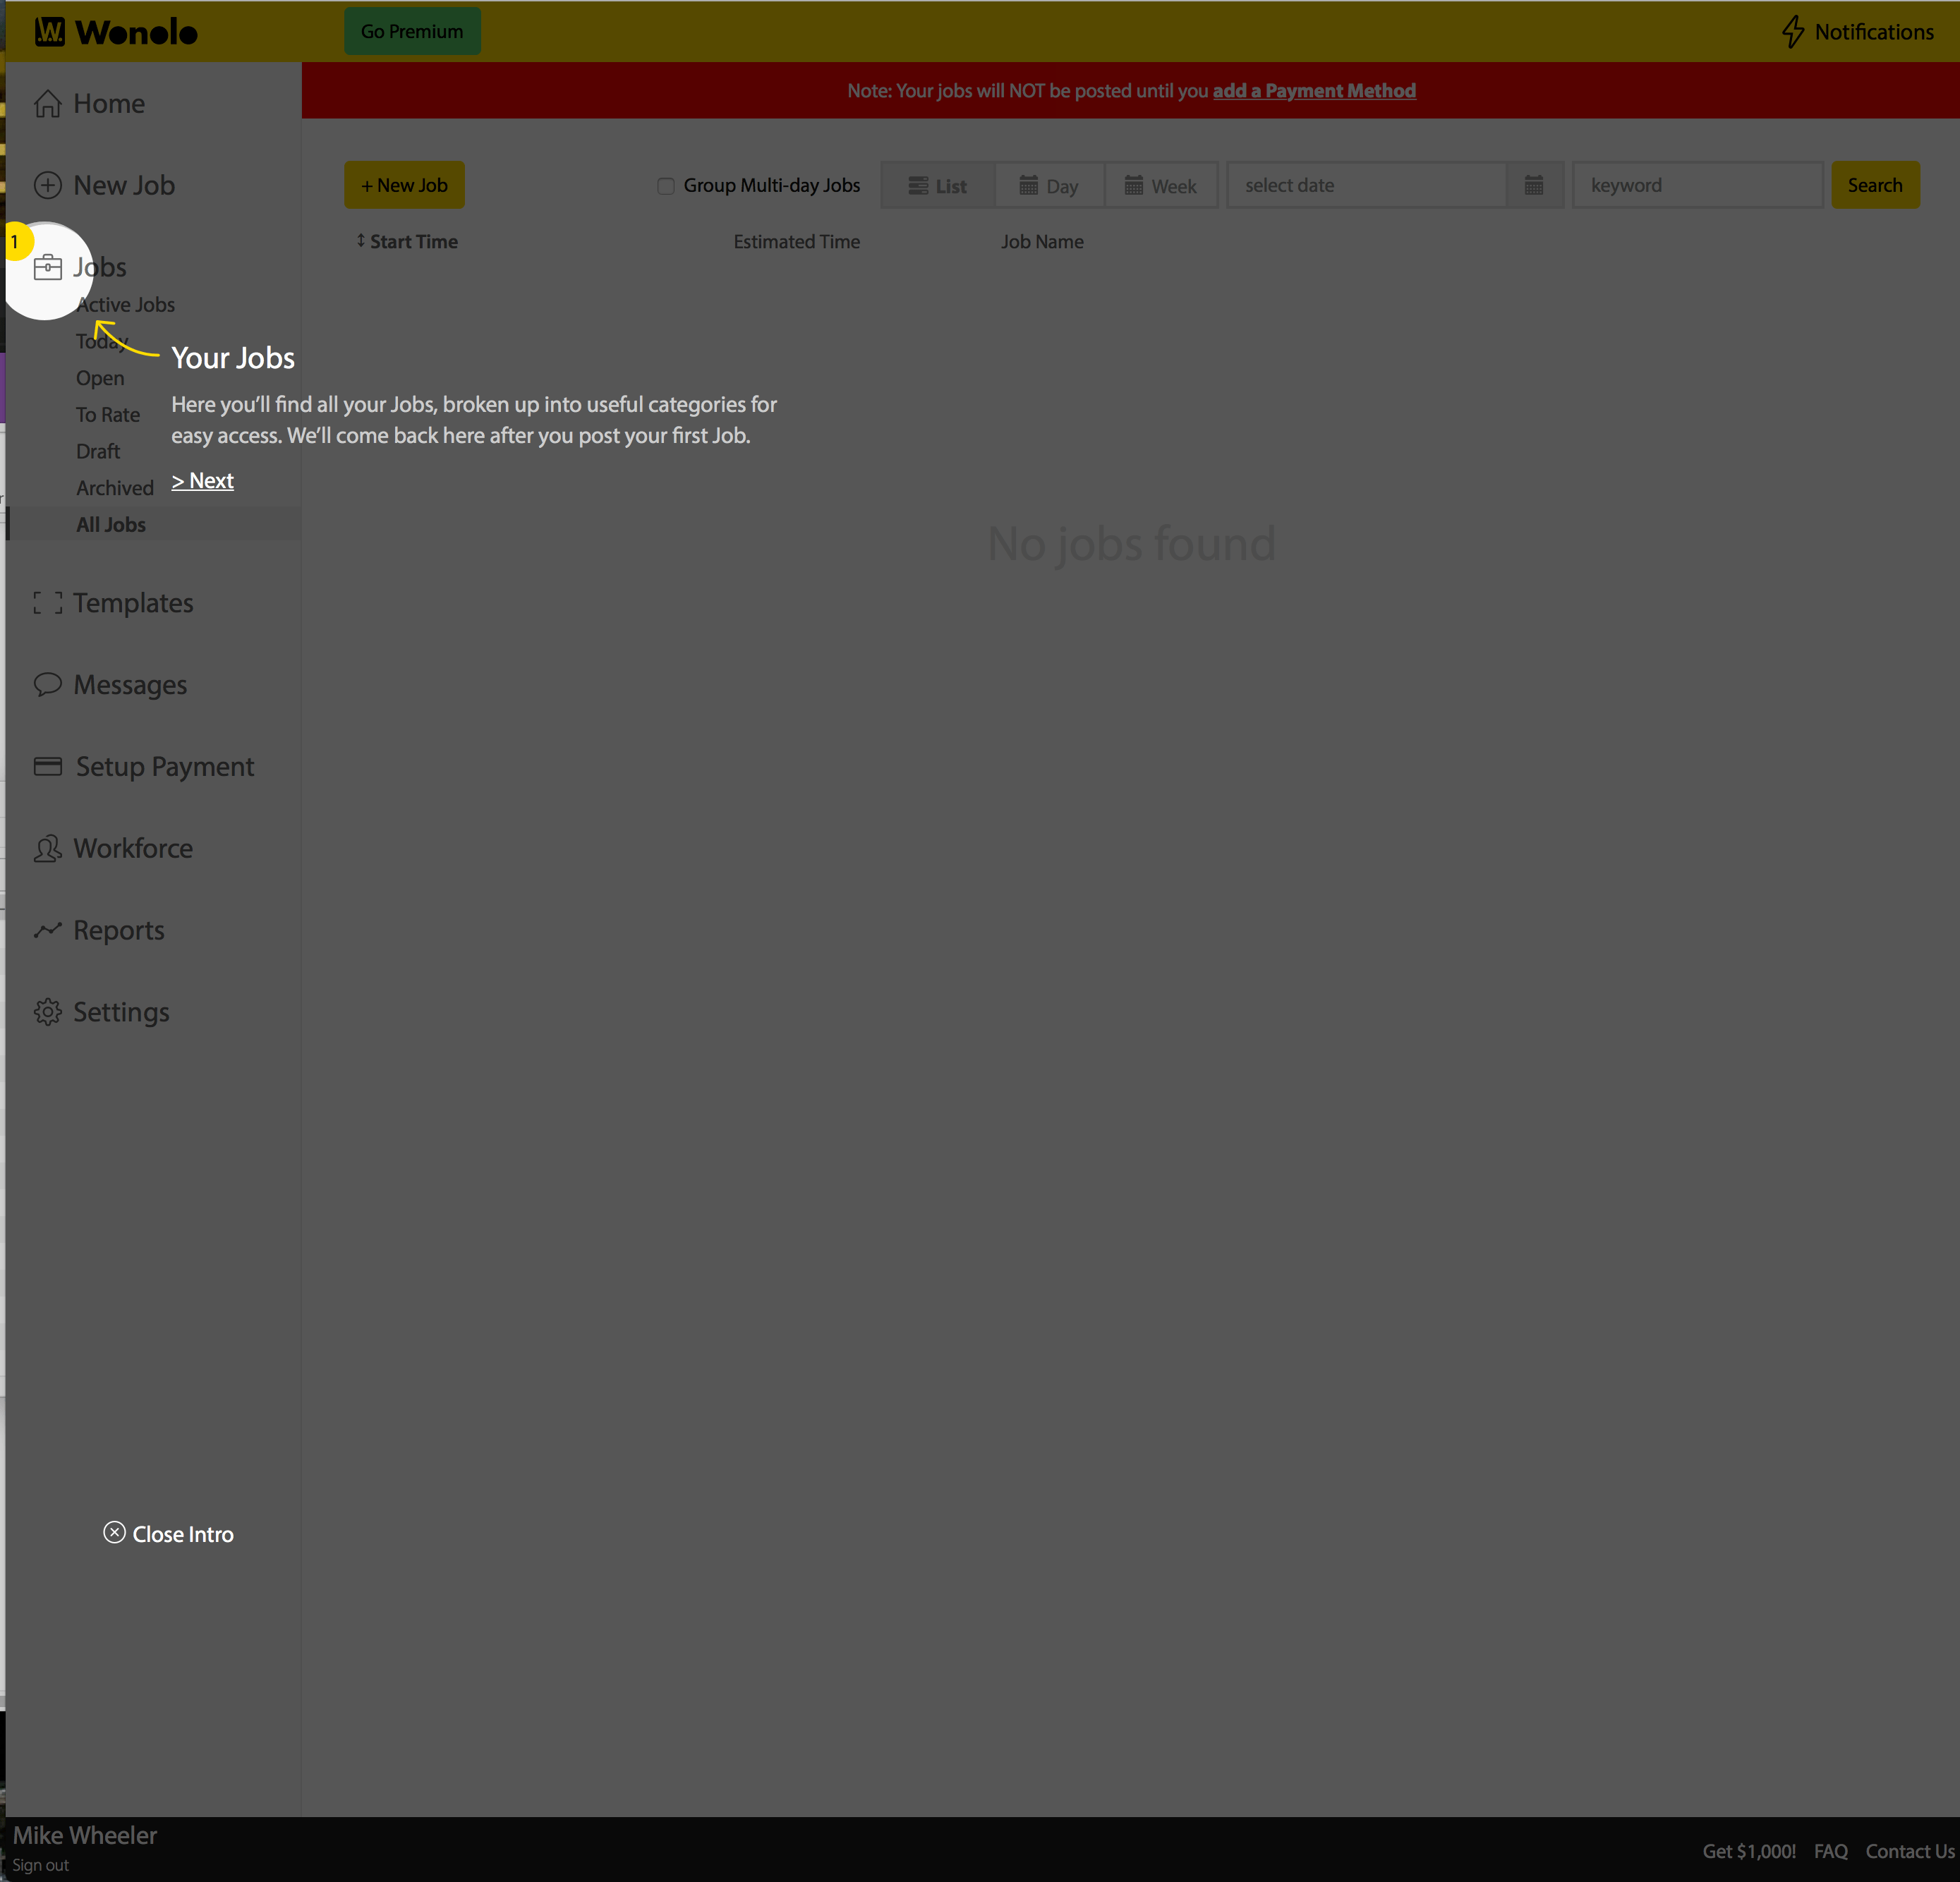 .W. Wonolo
Go Premium
Notifications
Note: Your jobs will NOT be posted until you add a Payment Method
Home
New Job
1
Jobs
Active Jobs
Today
Open
To Rate
Draft
Archived
All Jobs
Templates
Messages
Setup Payment
Workforce
Reports
Settings
+ New Job
Group Multi-day Jobs
List
Day
Week
select date
keyword
Search
Start Time
Estimated Time
Job Name
Your Jobs
Here you’ll find all your Jobs, broken up into useful categories for
easy access. We’ll come back here after you post your first Job.
> Next
No jobs found
Close Intro
Mike Wheeler
Sign out
Get $1,000!
FAQ
Contact Us